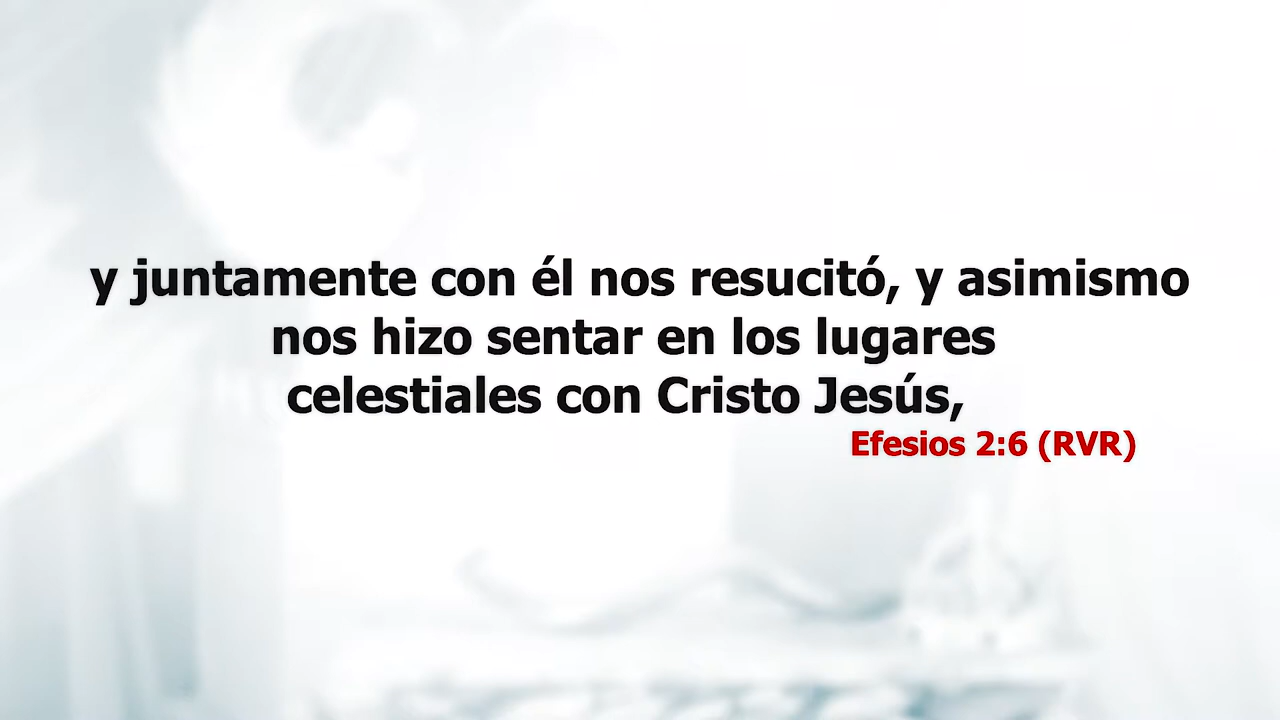 y juntamente con él nos resucitó, y asimismo
nos hizo sentar en los lugares
celestiales con Cristo Jesús,
Efesios 2:6 (RVR)